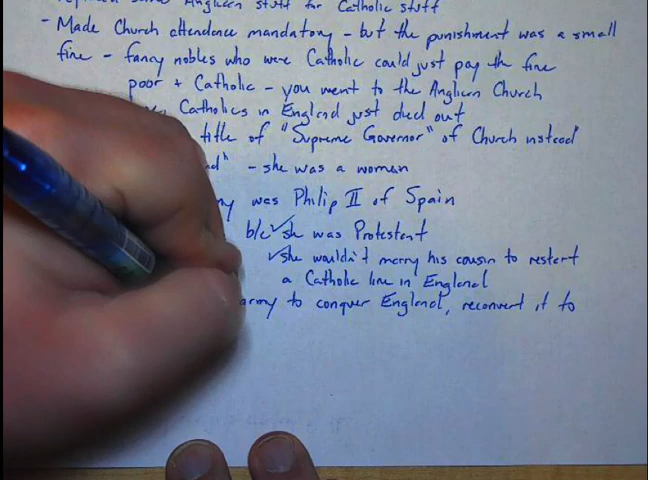 Anglican stuff for Catholic stuff
- Made Church attendance mandatory - but the punishment was a small
fine - fancy nobles who were Catholic could just pay the fine
poor + Catholic - you went to the Anglican Church
Catholics in England just died out
title of "Supreme Governor" of Church instead
- she was a woman
was Philip II of Spain
b/c ✓she was Protestant
✓she wouldn't marry his cousin to restart
a Catholic line in England
army to conquer England, reconvert it to